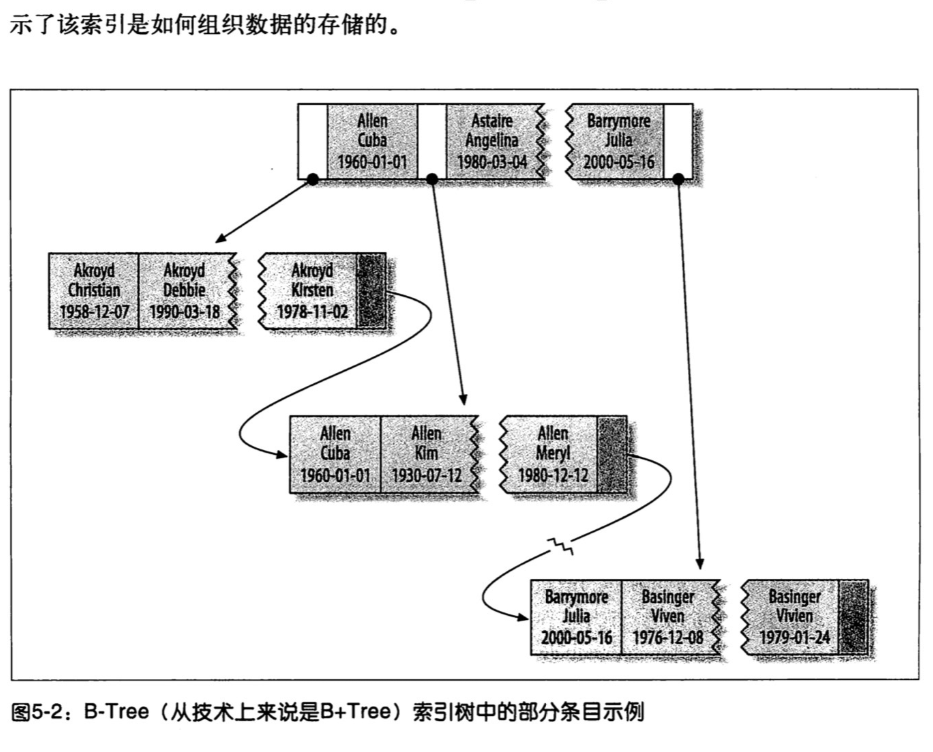 示了该索引是如何组织数据的存储的。
Allen
Cuba
1960-01-01
Astaire
Angelina
1980-03-04
Barrymore
Julia
2000-05-16
Akroyd
Christian
1958-12-07
Akroyd
Debbie
1990-03-18
Akroyd
Kirsten
1978-11-02
Allen
Cuba
1960-01-01
Allen
Kim
1930-07-12
Allen
Meryl
1980-12-12
Barrymore
Julia
2000-05-16
Basinger
Viven
1976-12-08
Basinger
Vivien
1979-01-24
图5-2：B-Tree（从技术上来说是B+Tree）索引树中的部分条目示例